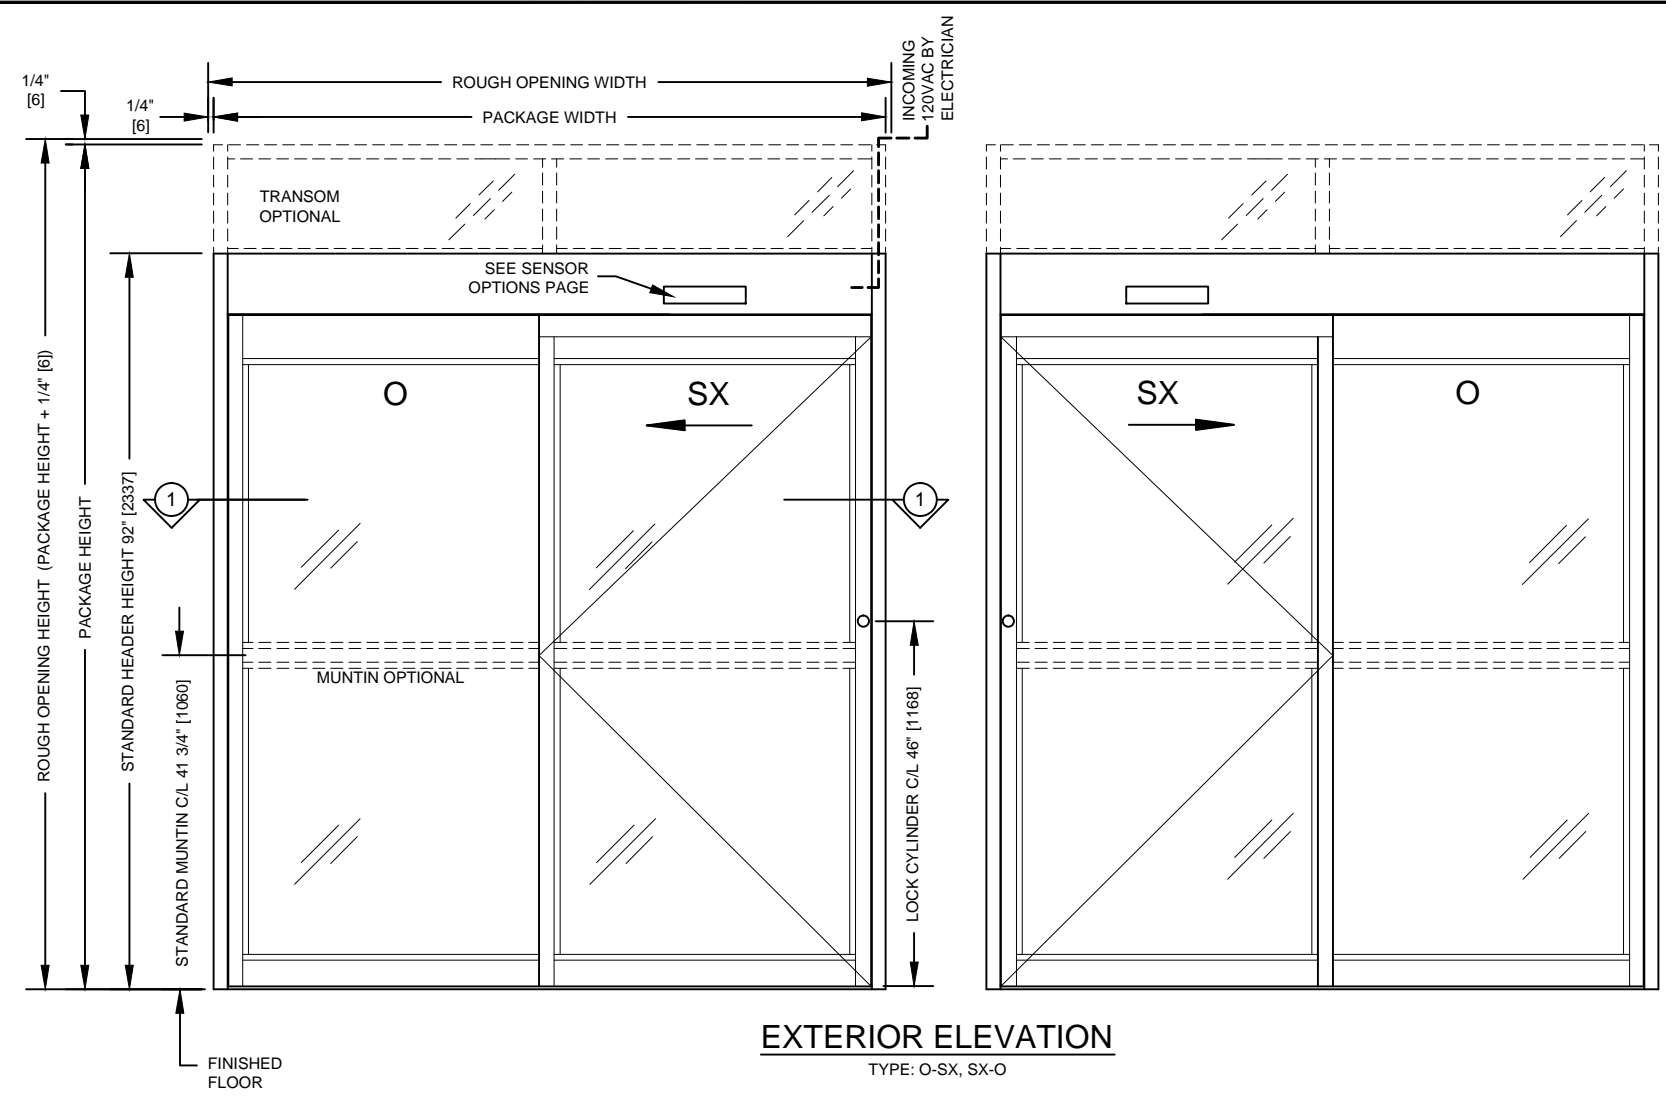 1/4"
[6]
1/4"
[6]
ROUGH OPENING WIDTH
PACKAGE WIDTH
INCOMING
120VAC BY
ELECTRICIAN
TRANSOM
OPTIONAL
SEE SENSOR
OPTIONS PAGE
O
SX
SX
O
1
1
ROUGH OPENING HEIGHT (PACKAGE HEIGHT + 1/4" [6])
PACKAGE HEIGHT
STANDARD HEADER HEIGHT 92" [2337]
STANDARD MUNTIN C/L 41 3/4" [1060]
MUNTIN OPTIONAL
LOCK CYLINDER C/L 46" [1168]
FINISHED
FLOOR
EXTERIOR ELEVATION
TYPE: O-SX, SX-O